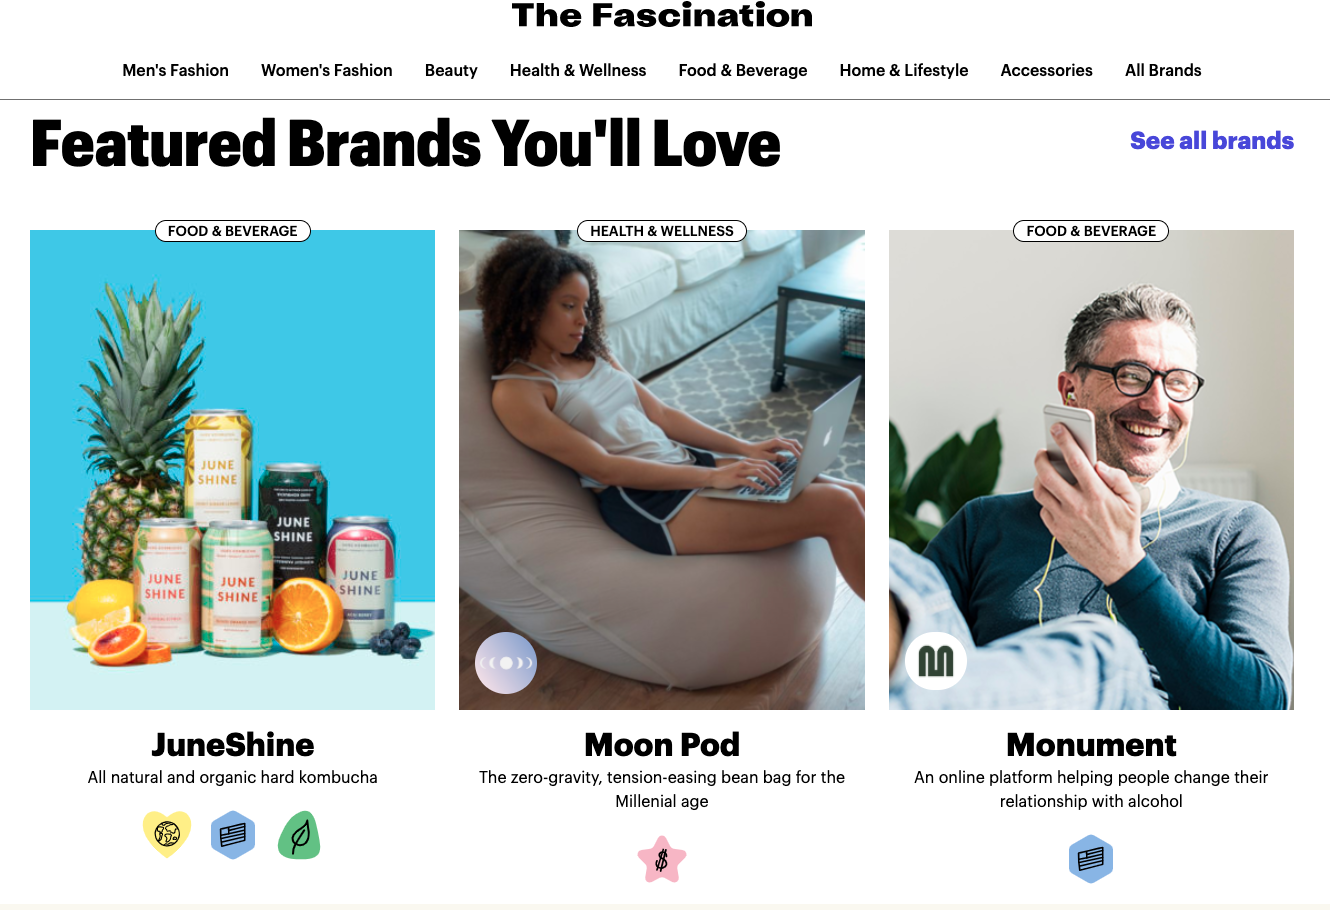 The Fascination
Men's Fashion
Women's Fashion
Beauty
Health & Wellness
Food & Beverage
Home & Lifestyle
Accessories
All Brands
Featured Brands You'll Love
See all brands
FOOD & BEVERAGE
HEALTH & WELLNESS
FOOD & BEVERAGE
JUNE
SHINE
JUNE
SHINE
JUNE
SHINE
JUNE
SHINE
JUNE
SHINE
JuneShine
All natural and organic hard kombucha
Moon Pod
The zero-gravity, tension-easing bean bag for the
Millenial age
Monument
An online platform helping people change their
relationship with alcohol